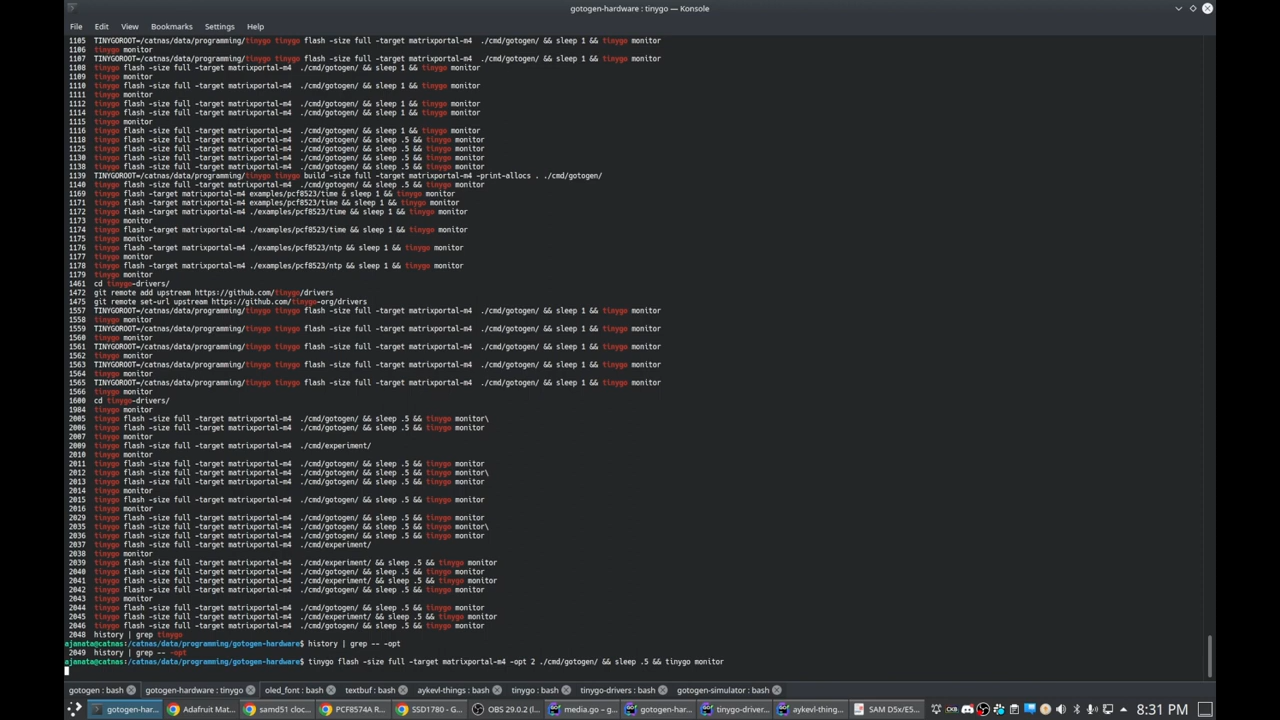 gotogen-hardware : tinygo — Konsole
File Edit View Bookmarks Settings Help
1105 TINYGOROOT=/catnas/data/programming/tinygo tinygo flash -size full -target matrixportal-m4 ./cmd/gotogen/ && sleep 1 && tinygo monitor
1106 tinygo monitor
1107 TINYGOROOT=/catnas/data/programming/tinygo tinygo flash -size full -target matrixportal-m4 ./cmd/gotogen/ && sleep 1 && tinygo monitor
1108 tinygo flash -size full -target matrixportal-m4 ./cmd/gotogen/ && sleep 1 && tinygo monitor
1109 tinygo monitor
1110 tinygo flash -size full -target matrixportal-m4 ./cmd/gotogen/ && sleep 1 && tinygo monitor
1111 tinygo monitor
1112 tinygo flash -size full -target matrixportal-m4 ./cmd/gotogen/ && sleep 1 && tinygo monitor
1114 tinygo flash -size full -target matrixportal-m4 ./cmd/gotogen/ && sleep 1 && tinygo monitor
1115 tinygo monitor
1116 tinygo flash -size full -target matrixportal-m4 ./cmd/gotogen/ && sleep 1 && tinygo monitor
1118 tinygo flash -size full -target matrixportal-m4 ./cmd/gotogen/ && sleep .5 && tinygo monitor
1125 tinygo flash -size full -target matrixportal-m4 ./cmd/gotogen/ && sleep .5 && tinygo monitor
1130 tinygo flash -size full -target matrixportal-m4 ./cmd/gotogen/ && sleep .5 && tinygo monitor
1138 tinygo flash -size full -target matrixportal-m4 ./cmd/gotogen/ && sleep .5 && tinygo monitor
1139 TINYGOROOT=/catnas/data/programming/tinygo tinygo build -size full -target matrixportal-m4 -print-allocs . ./cmd/gotogen/
1140 tinygo flash -size full -target matrixportal-m4 ./cmd/gotogen/ && sleep .5 && tinygo monitor
1169 tinygo flash -target matrixportal-m4 examples/pcf8523/time & sleep 1 && tinygo monitor
1171 tinygo flash -target matrixportal-m4 examples/pcf8523/time && sleep 1 && tinygo monitor
1172 tinygo flash -target matrixportal-m4 ./examples/pcf8523/time && sleep 1 && tinygo monitor
1173 tinygo monitor
1174 tinygo flash -target matrixportal-m4 ./examples/pcf8523/time && sleep 1 && tinygo monitor
1175 tinygo monitor
1176 tinygo flash -target matrixportal-m4 ./examples/pcf8523/ntp && sleep 1 && tinygo monitor
1177 tinygo monitor
1178 tinygo flash -target matrixportal-m4 ./examples/pcf8523/ntp && sleep 1 && tinygo monitor
1179 tinygo monitor
1461 cd tinygo-drivers/
1472 git remote add upstream https://github.com/tinygo/drivers
1475 git remote set-url upstream https://github.com/tinygo-org/drivers
1557 TINYGOROOT=/catnas/data/programming/tinygo tinygo flash -size full -target matrixportal-m4 ./cmd/gotogen/ && sleep 1 && tinygo monitor
1558 tinygo monitor
1559 TINYGOROOT=/catnas/data/programming/tinygo tinygo flash -size full -target matrixportal-m4 ./cmd/gotogen/ && sleep 1 && tinygo monitor
1560 tinygo monitor
1561 TINYGOROOT=/catnas/data/programming/tinygo tinygo flash -size full -target matrixportal-m4 ./cmd/gotogen/ && sleep 1 && tinygo monitor
1562 tinygo monitor
1563 TINYGOROOT=/catnas/data/programming/tinygo tinygo flash -size full -target matrixportal-m4 ./cmd/gotogen/ && sleep 1 && tinygo monitor
1564 tinygo monitor
1565 TINYGOROOT=/catnas/data/programming/tinygo tinygo flash -size full -target matrixportal-m4 ./cmd/gotogen/ && sleep 1 && tinygo monitor
1566 tinygo monitor
1600 cd tinygo-drivers/
1984 tinygo monitor
2005 tinygo flash -size full -target matrixportal-m4 ./cmd/gotogen/ && sleep .5 && tinygo monitor\
2006 tinygo flash -size full -target matrixportal-m4 ./cmd/gotogen/ && sleep .5 && tinygo monitor
2007 tinygo monitor
2009 tinygo flash -size full -target matrixportal-m4 ./cmd/experiment/
2010 tinygo monitor
2011 tinygo flash -size full -target matrixportal-m4 ./cmd/gotogen/ && sleep .5 && tinygo monitor
2012 tinygo flash -size full -target matrixportal-m4 ./cmd/gotogen/ && sleep .5 && tinygo monitor\
2013 tinygo flash -size full -target matrixportal-m4 ./cmd/gotogen/ && sleep .5 && tinygo monitor
2014 tinygo monitor
2015 tinygo flash -size full -target matrixportal-m4 ./cmd/gotogen/ && sleep .5 && tinygo monitor
2016 tinygo monitor
2029 tinygo flash -size full -target matrixportal-m4 ./cmd/gotogen/ && sleep .5 && tinygo monitor
2035 tinygo flash -size full -target matrixportal-m4 ./cmd/gotogen/ && sleep .5 && tinygo monitor\
2036 tinygo flash -size full -target matrixportal-m4 ./cmd/gotogen/ && sleep .5 && tinygo monitor
2037 tinygo flash -size full -target matrixportal-m4 ./cmd/experiment/
2038 tinygo monitor
2039 tinygo flash -size full -target matrixportal-m4 ./cmd/experiment/ && sleep .5 && tinygo monitor
2040 tinygo flash -size full -target matrixportal-m4 ./cmd/gotogen/ && sleep .5 && tinygo monitor
2041 tinygo flash -size full -target matrixportal-m4 ./cmd/experiment/ && sleep .5 && tinygo monitor
2042 tinygo flash -size full -target matrixportal-m4 ./cmd/gotogen/ && sleep .5 && tinygo monitor
2043 tinygo monitor
2044 tinygo flash -size full -target matrixportal-m4 ./cmd/gotogen/ && sleep .5 && tinygo monitor
2045 tinygo flash -size full -target matrixportal-m4 ./cmd/experiment/ && sleep .5 && tinygo monitor
2046 tinygo flash -size full -target matrixportal-m4 ./cmd/gotogen/ && sleep .5 && tinygo monitor
2048 history | grep tinygo
ajanata@catnas:/catnas/data/programming/gotogen-hardware$ history | grep -- -opt
2049 history | grep -- -opt
ajanata@catnas:/catnas/data/programming/gotogen-hardware$ tinygo flash -size full -target matrixportal-m4 -opt 2 ./cmd/gotogen/ && sleep .5 && tinygo monitor
gotogen : bash gotogen-hardware : tinygo oled_font : bash textbuf : bash aykevl-things : bash tinygo : bash tinygo-drivers : bash gotogen-simulator : bash
gotogen-har... Adafruit Mat... samd51 cloc... PCF8574A R... SSD1780 - G... OBS 29.0.2 (l... media.go – g... gotogen-ha... tinygo-driver... aykevl-thing... SAM D5x/E5... 8:31 PM